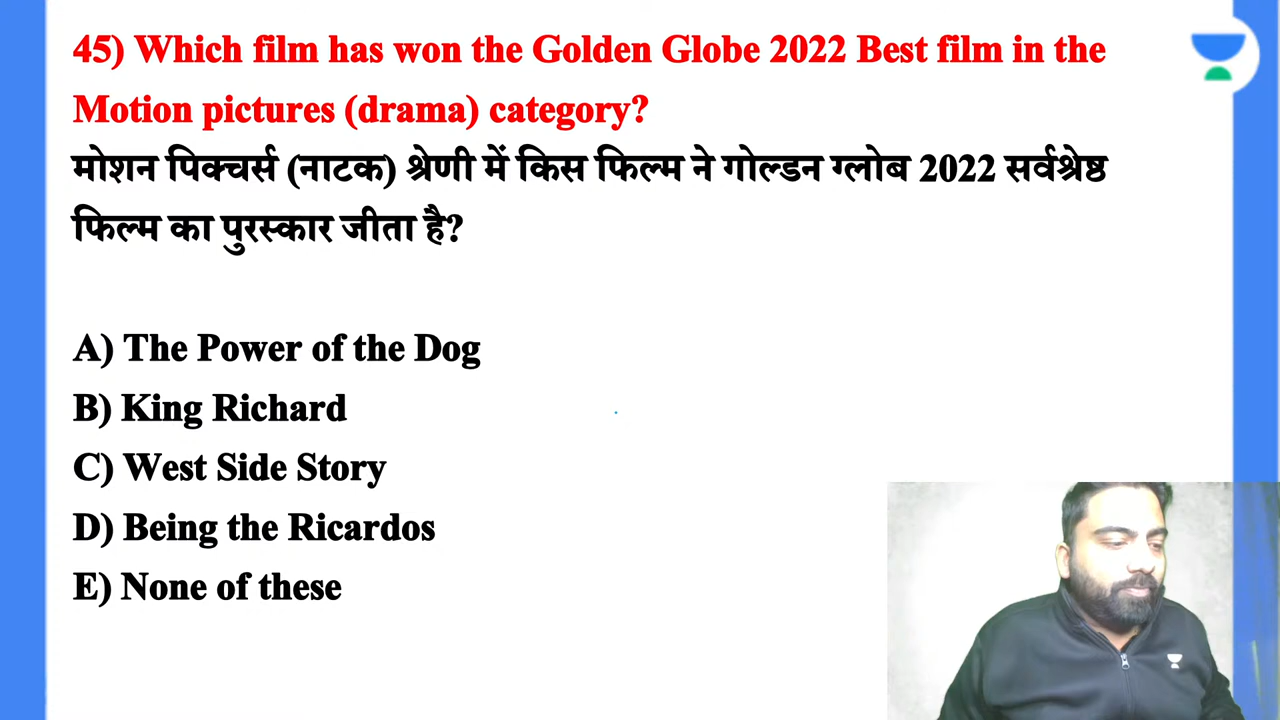 45) Which film has won the Golden Globe 2022 Best film in the
Motion pictures (drama) category?
मोशन पिक्चर्स (नाटक) श्रेणी में किस फिल्म ने गोल्डन ग्लोब 2022 सर्वश्रेष्ठ
फिल्म का पुरस्कार जीता है?
A) The Power of the Dog
B) King Richard
C) West Side Story
D) Being the Ricardos
E) None of these